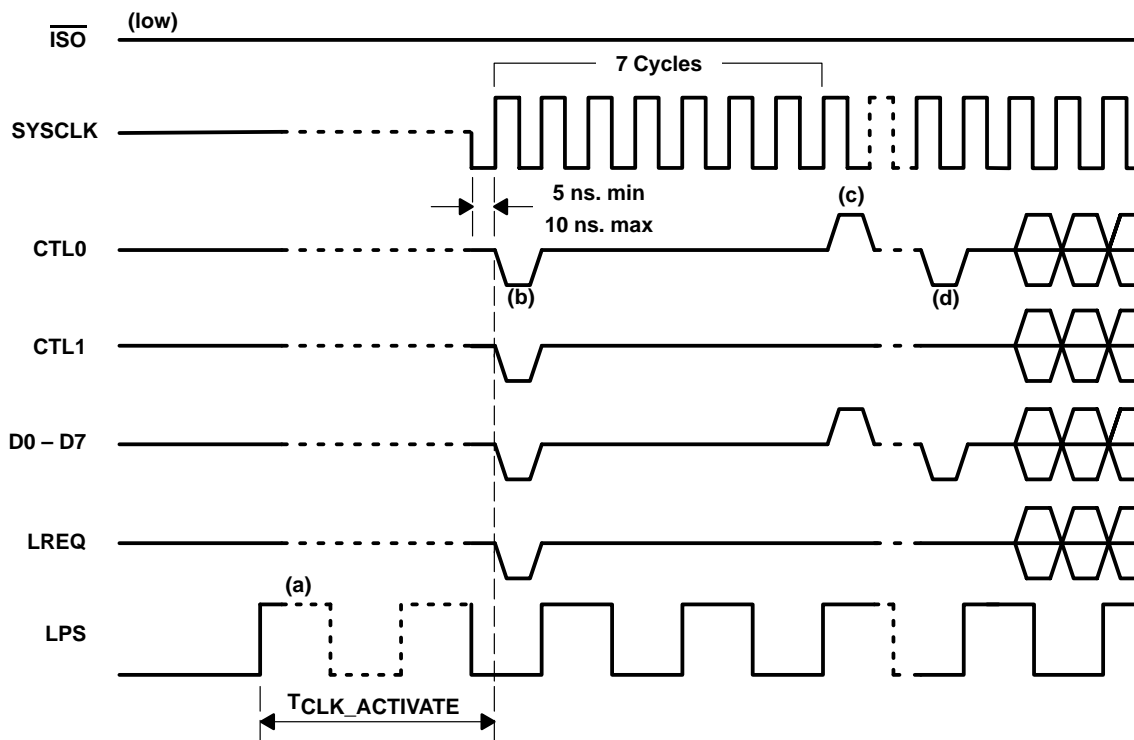 (low)
ISO
7 Cycles
SYSCLK
5 ns. min
10 ns. max
(c)
CTL0
(b)
(d)
CTL1
D0 – D7
LREQ
(a)
LPS
TCLK_ACTIVATE